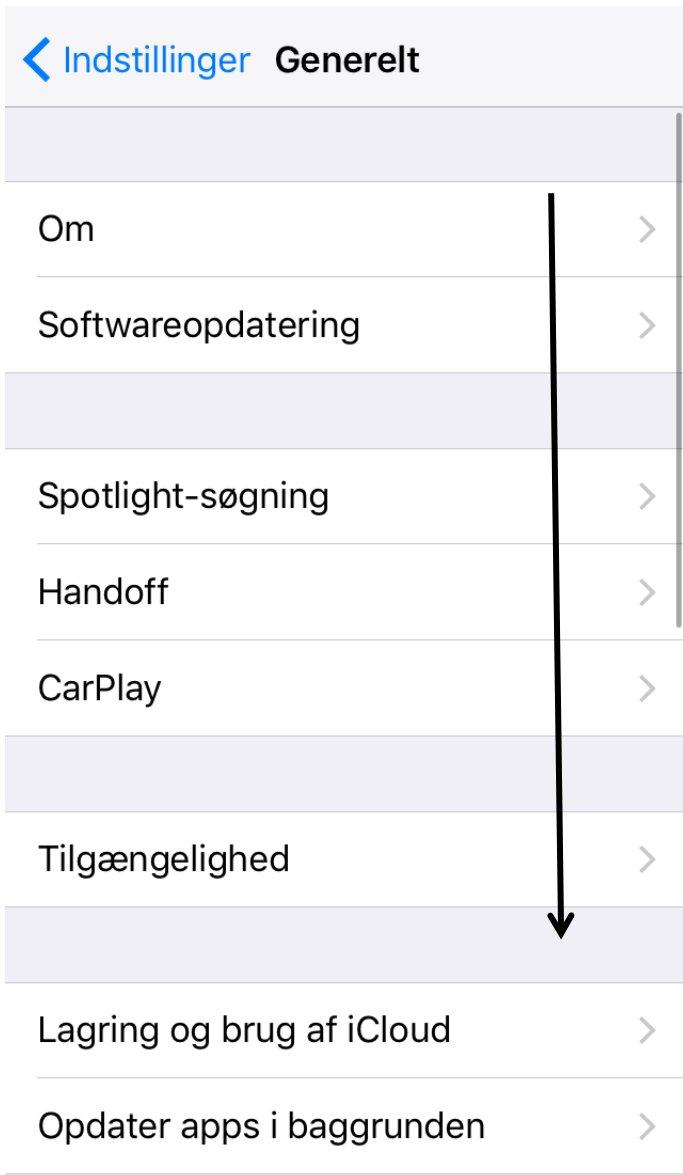 Indstillinger Generelt
Om
Softwareopdatering
Spotlight-søgning
Handoff
CarPlay
Tilgængelighed
Lagring og brug af iCloud
Opdater apps i baggrunden